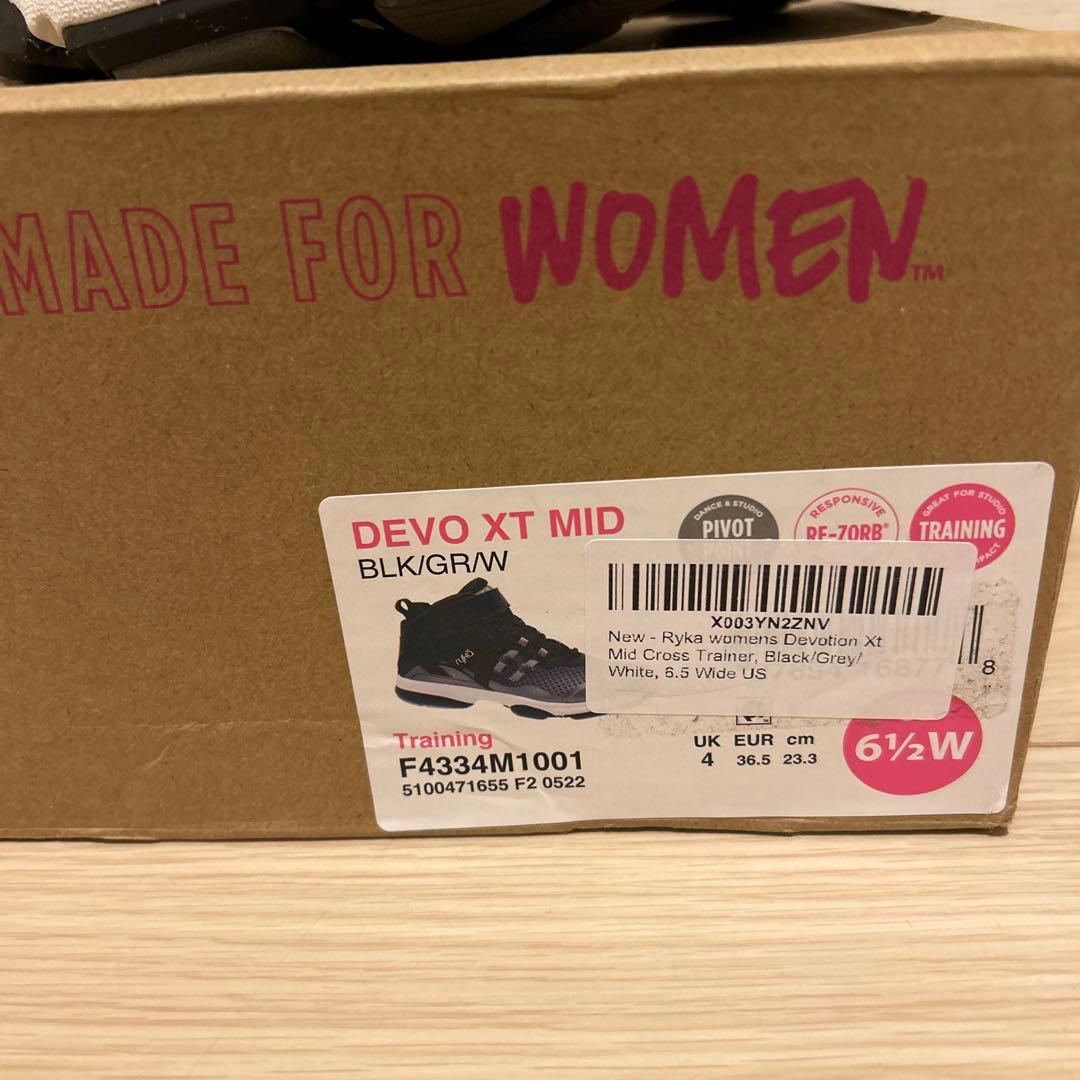 MADE FOR WOMEN™
DEVO XT MID
BLK/GR/W
DANCE & STUDIO
PIVOT
POINT
RESPONSIVE
RE-ZORB®
GREAT FOR STUDIO
TRAINING
X003YN2ZNV
New - Ryka womens Devotion Xt
Mid Cross Trainer, Black/Grey/
White, 6.5 Wide US
8
ryka
Training
F4334M1001
5100471655 F2 0522
UK EUR cm
4 36.5 23.3
6½W